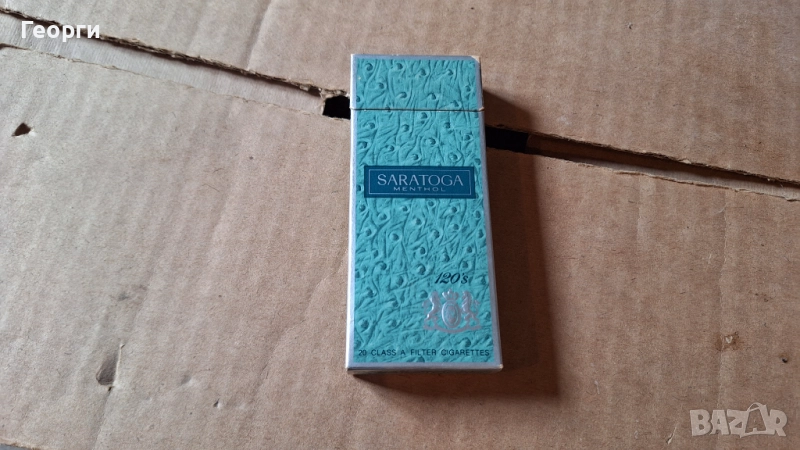 Георги
SARATOGA
MENTHOL
120's
20 CLASS A FILTER CIGARETTES
BAZAR